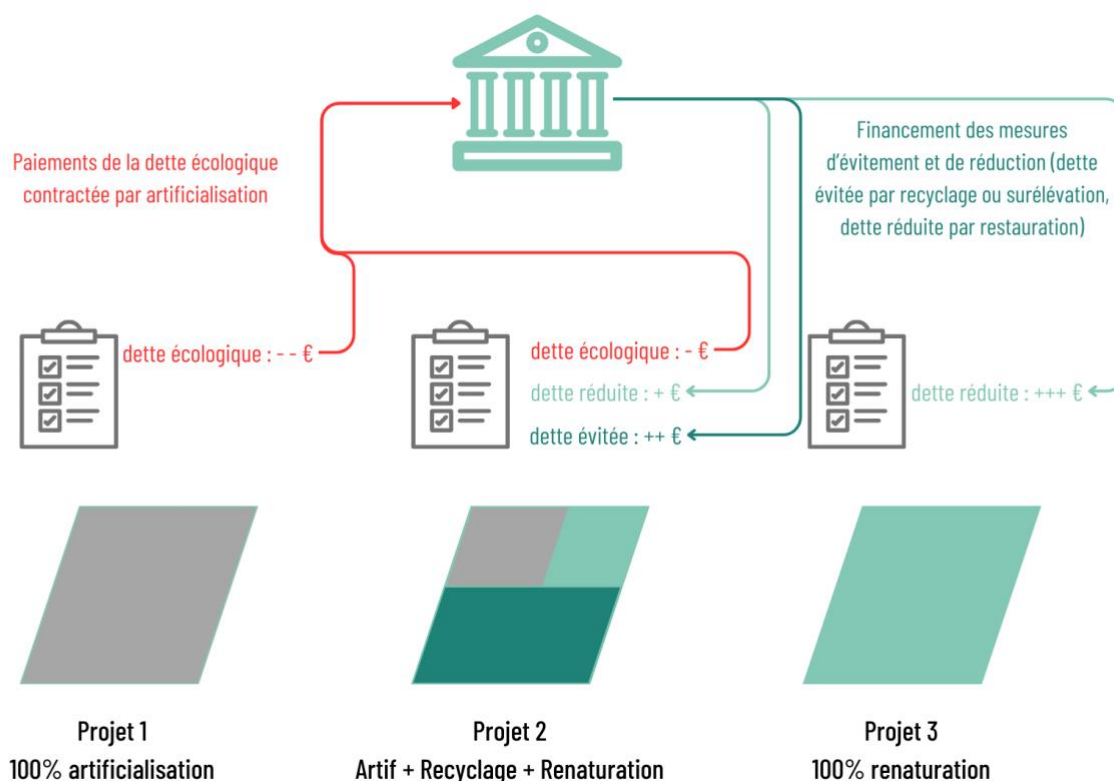 Paiements de la dette écologique
contractée par artificialisation
Financement des mesures
d'évitement et de réduction (dette
évitée par recyclage ou surélévation,
dette réduite par restauration)
dette écologique : - - €
dette écologique : - €
dette réduite : + €
dette évitée : ++ €
dette réduite : +++ €
Projet 1
100% artificialisation
Projet 2
Artif + Recyclage + Renaturation
Projet 3
100% renaturation